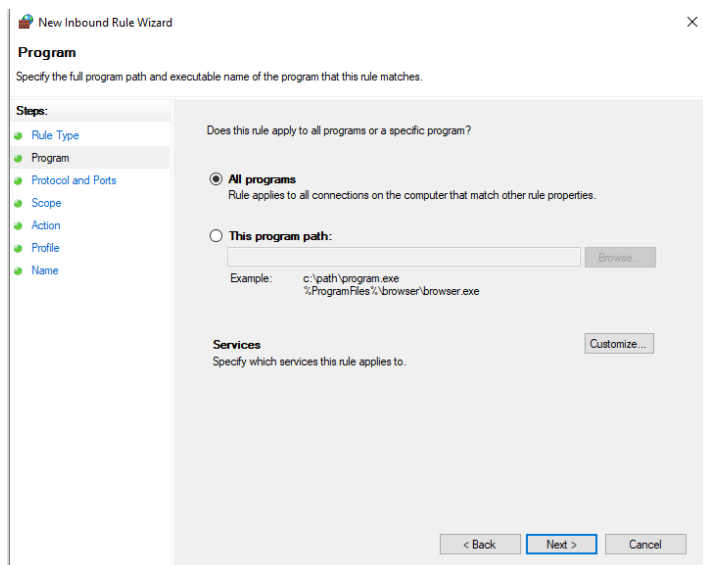 New Inbound Rule Wizard
Program
Specify the full program path and executable name of the program that this rule matches.
Steps:
Rule Type
Program
Protocol and Ports
Scope
Action
Profile
Name
Does this rule apply to all programs or a specific program?
All programs
Rule applies to all connections on the computer that match other rule properties.
This program path:
Browse...
Example: c:\path\program.exe
%ProgramFiles%\browser\browser.exe
Services
Customize...
Specify which services this rule applies to.
< Back Next > Cancel